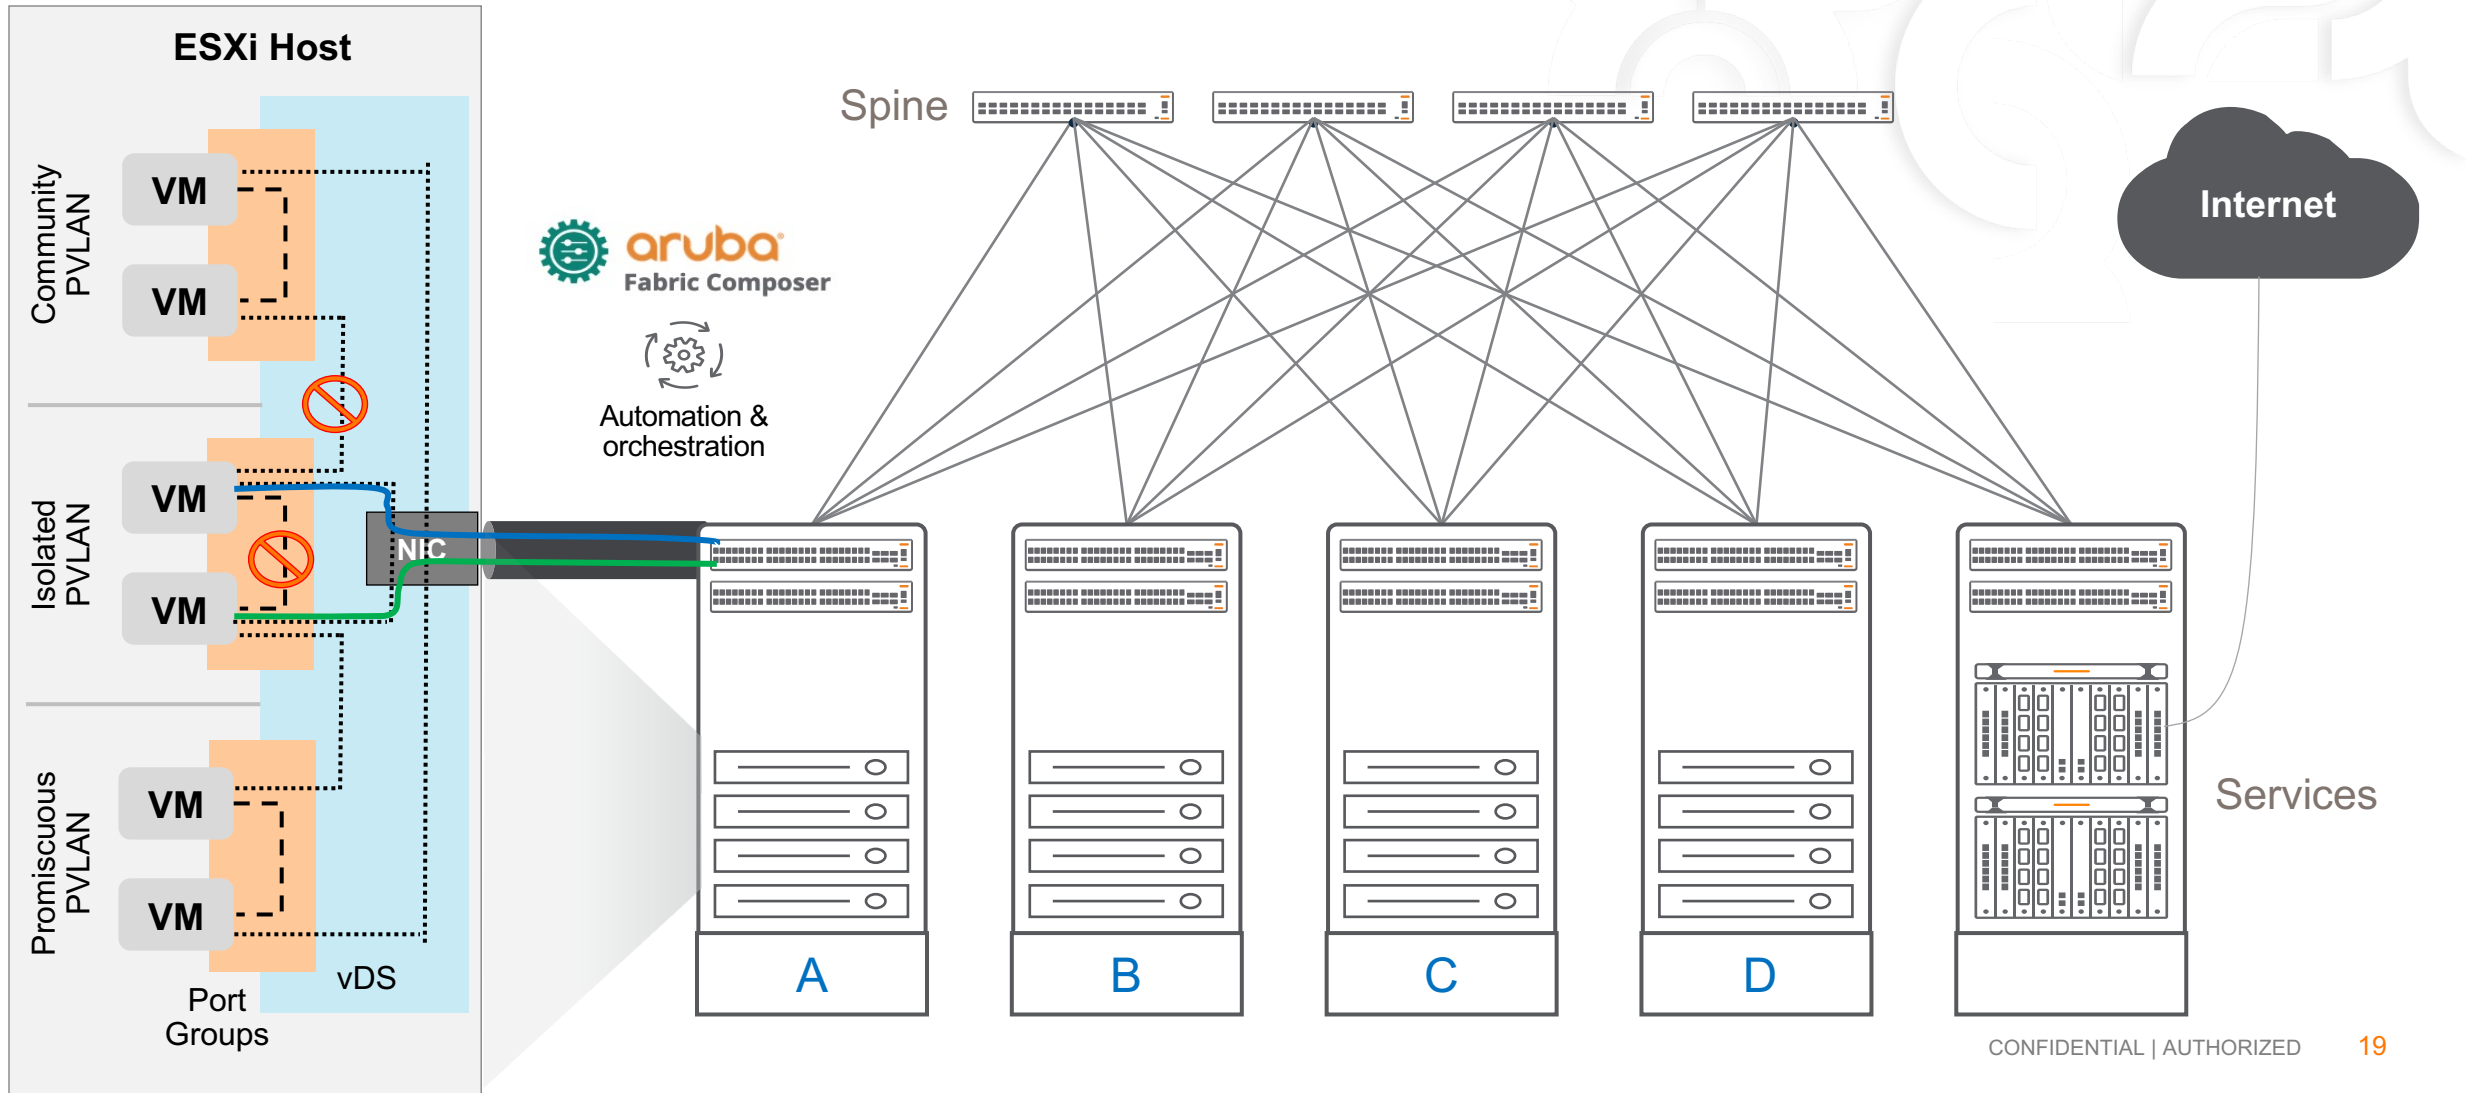 ESXi Host
Community
PVLAN
VM
VM
Isolated
PVLAN
VM
VM
NIC
Promiscuous
PVLAN
VM
VM
vDS
Port
Groups
aruba
Fabric Composer
Automation &
orchestration
Spine
Internet
Services
A
B
C
D
CONFIDENTIAL | AUTHORIZED 19